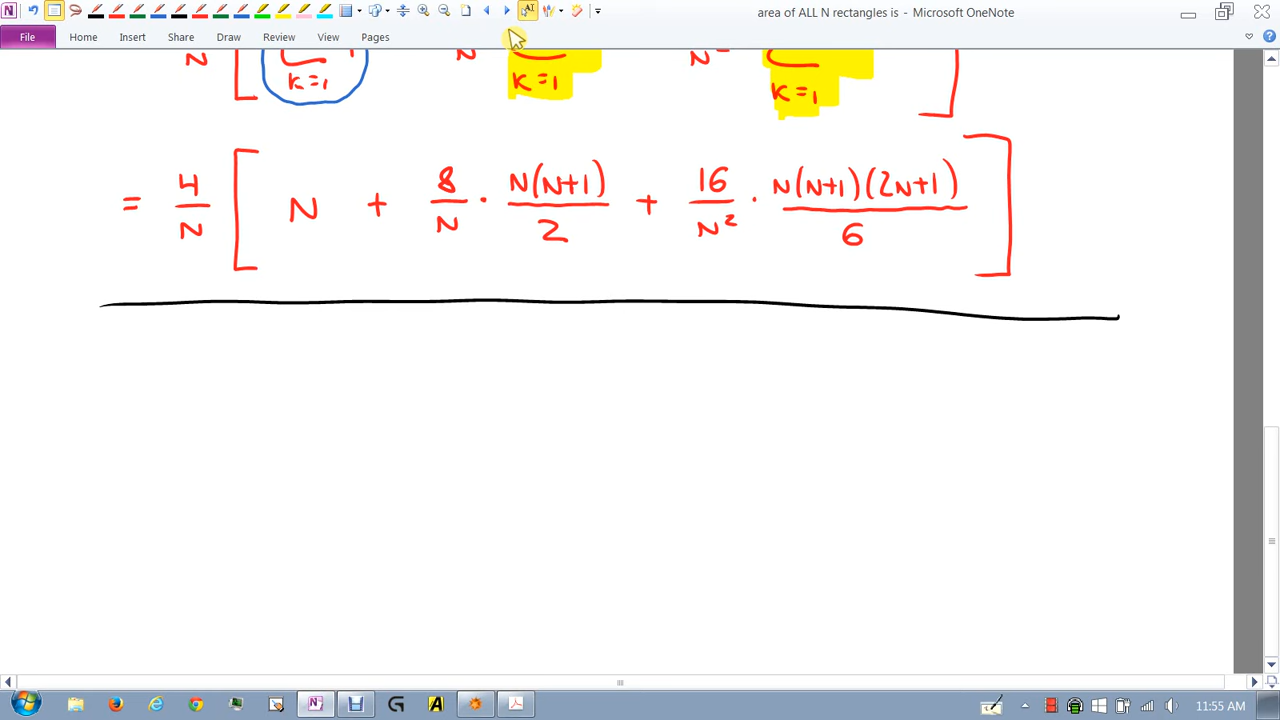 area of ALL N rectangles is - Microsoft OneNote
File Home Insert Share Draw Review View Pages
N [ K=1 N K=1 N² K=1 ]
= 4/N [ N + 8/N · N(N+1)/2 + 16/N² · N(N+1)(2N+1)/6 ]
11:55 AM